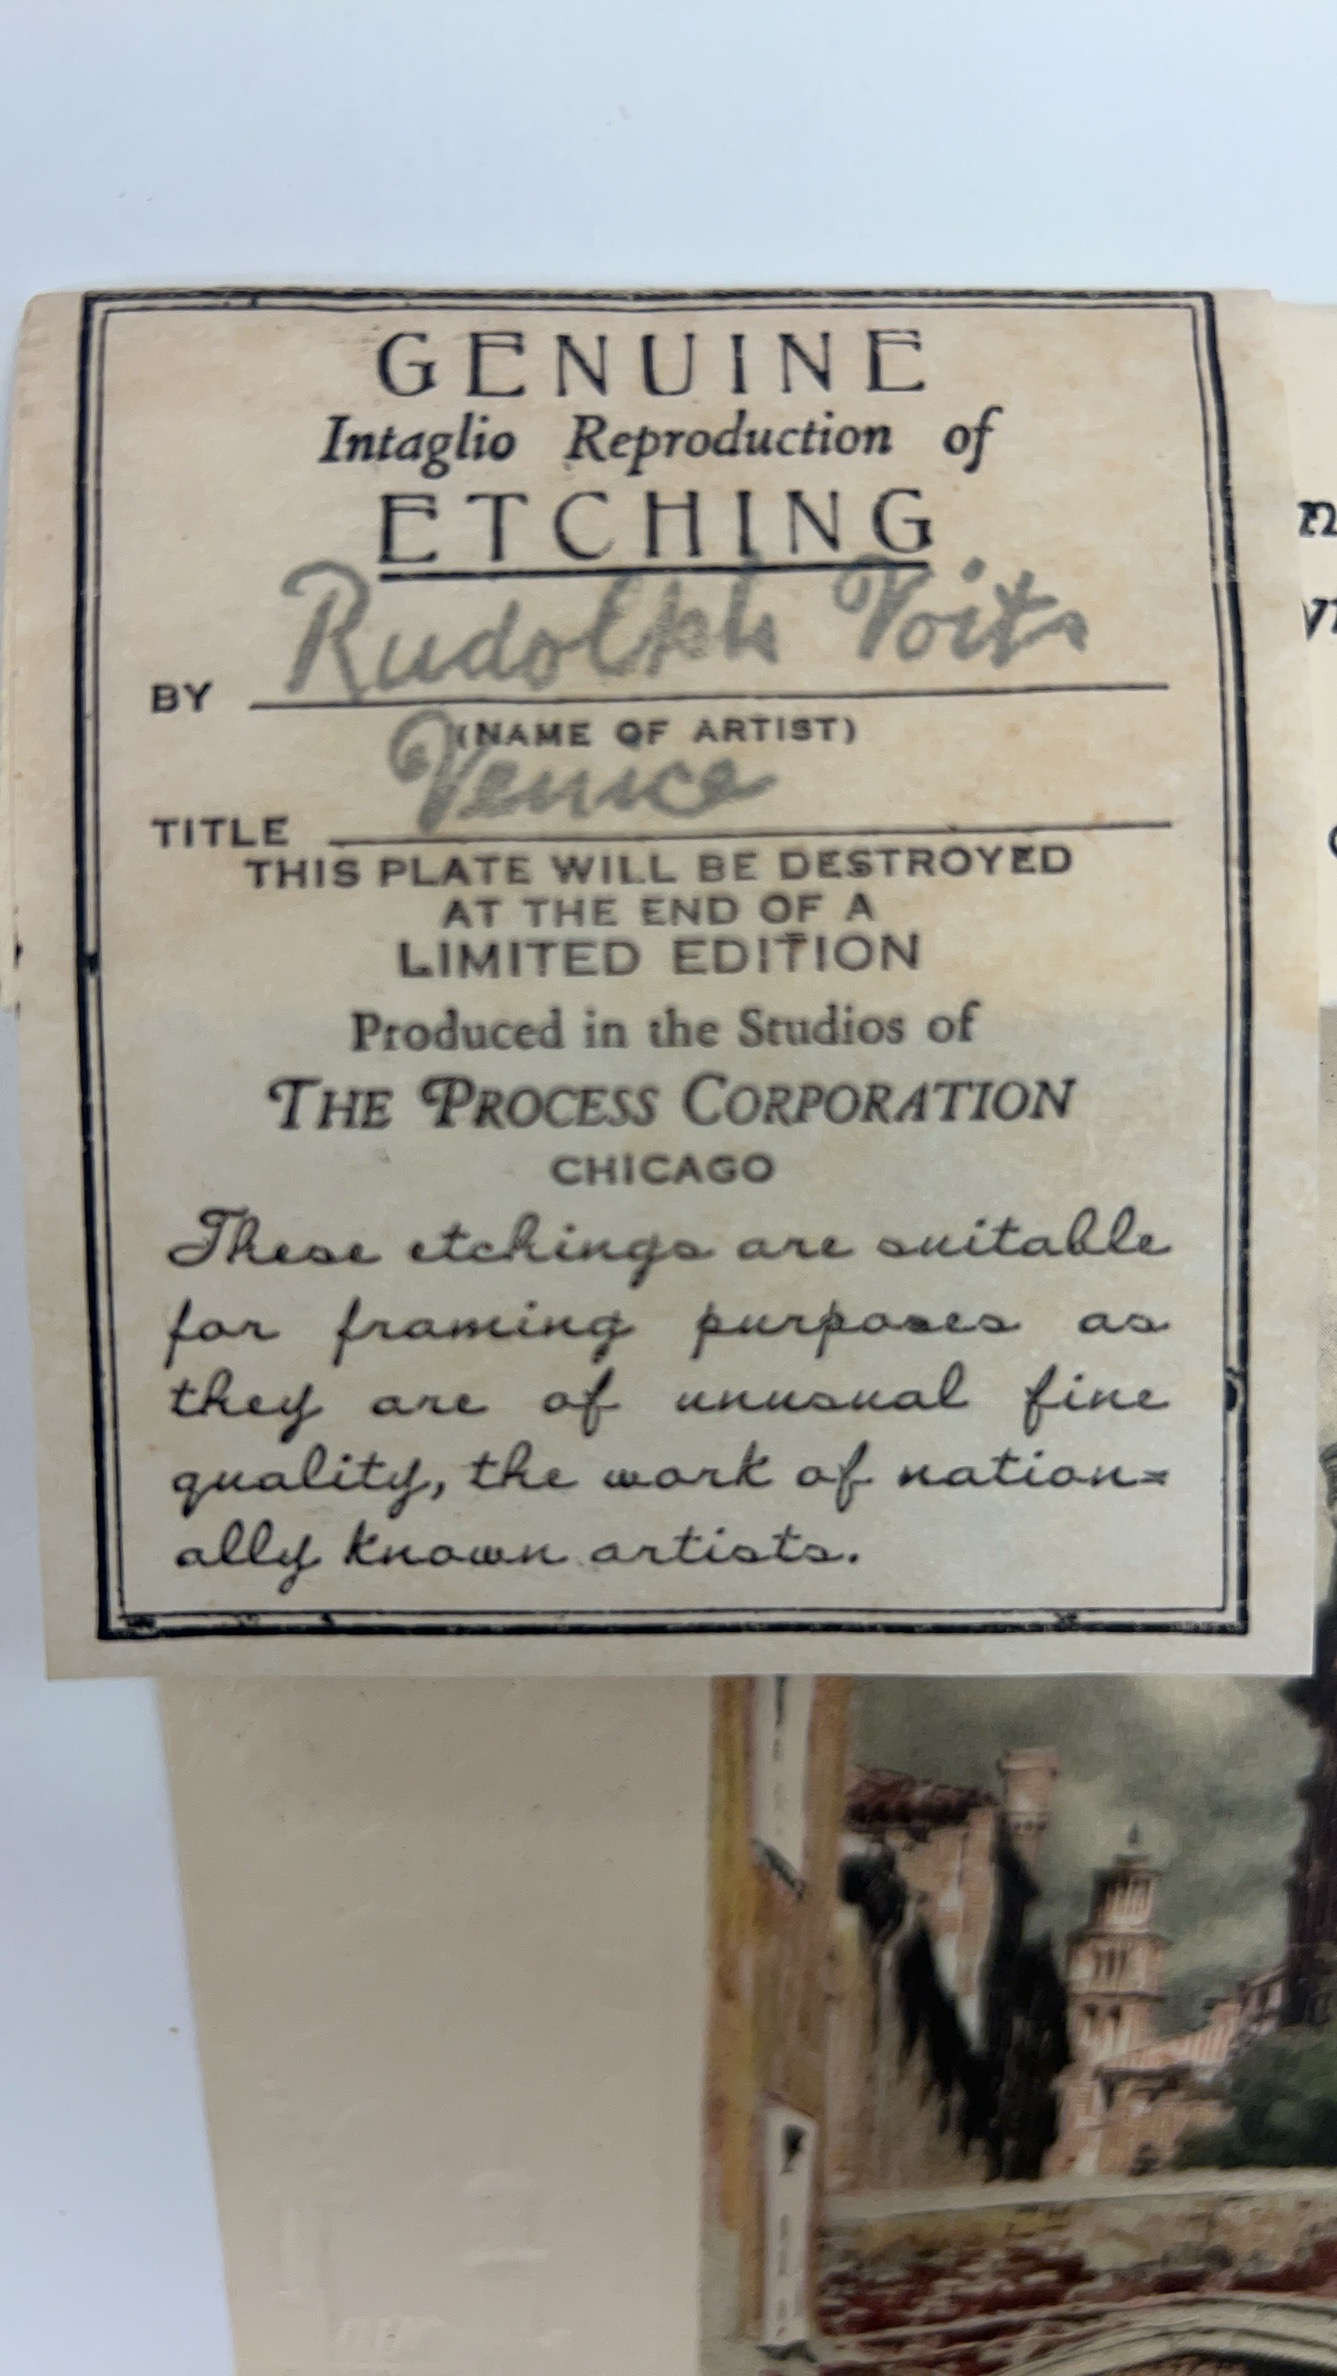 GENUINE
Intaglio Reproduction of
ETCHING
Rudolph Voits
BY
(NAME OF ARTIST)
Venice
TITLE
THIS PLATE WILL BE DESTROYED
AT THE END OF A
LIMITED EDITION
Produced in the Studios of
THE PROCESS CORPORATION
CHICAGO
These etchings are suitable
for framing purposes as
they are of unusual fine
quality, the work of nation=
ally known artists.